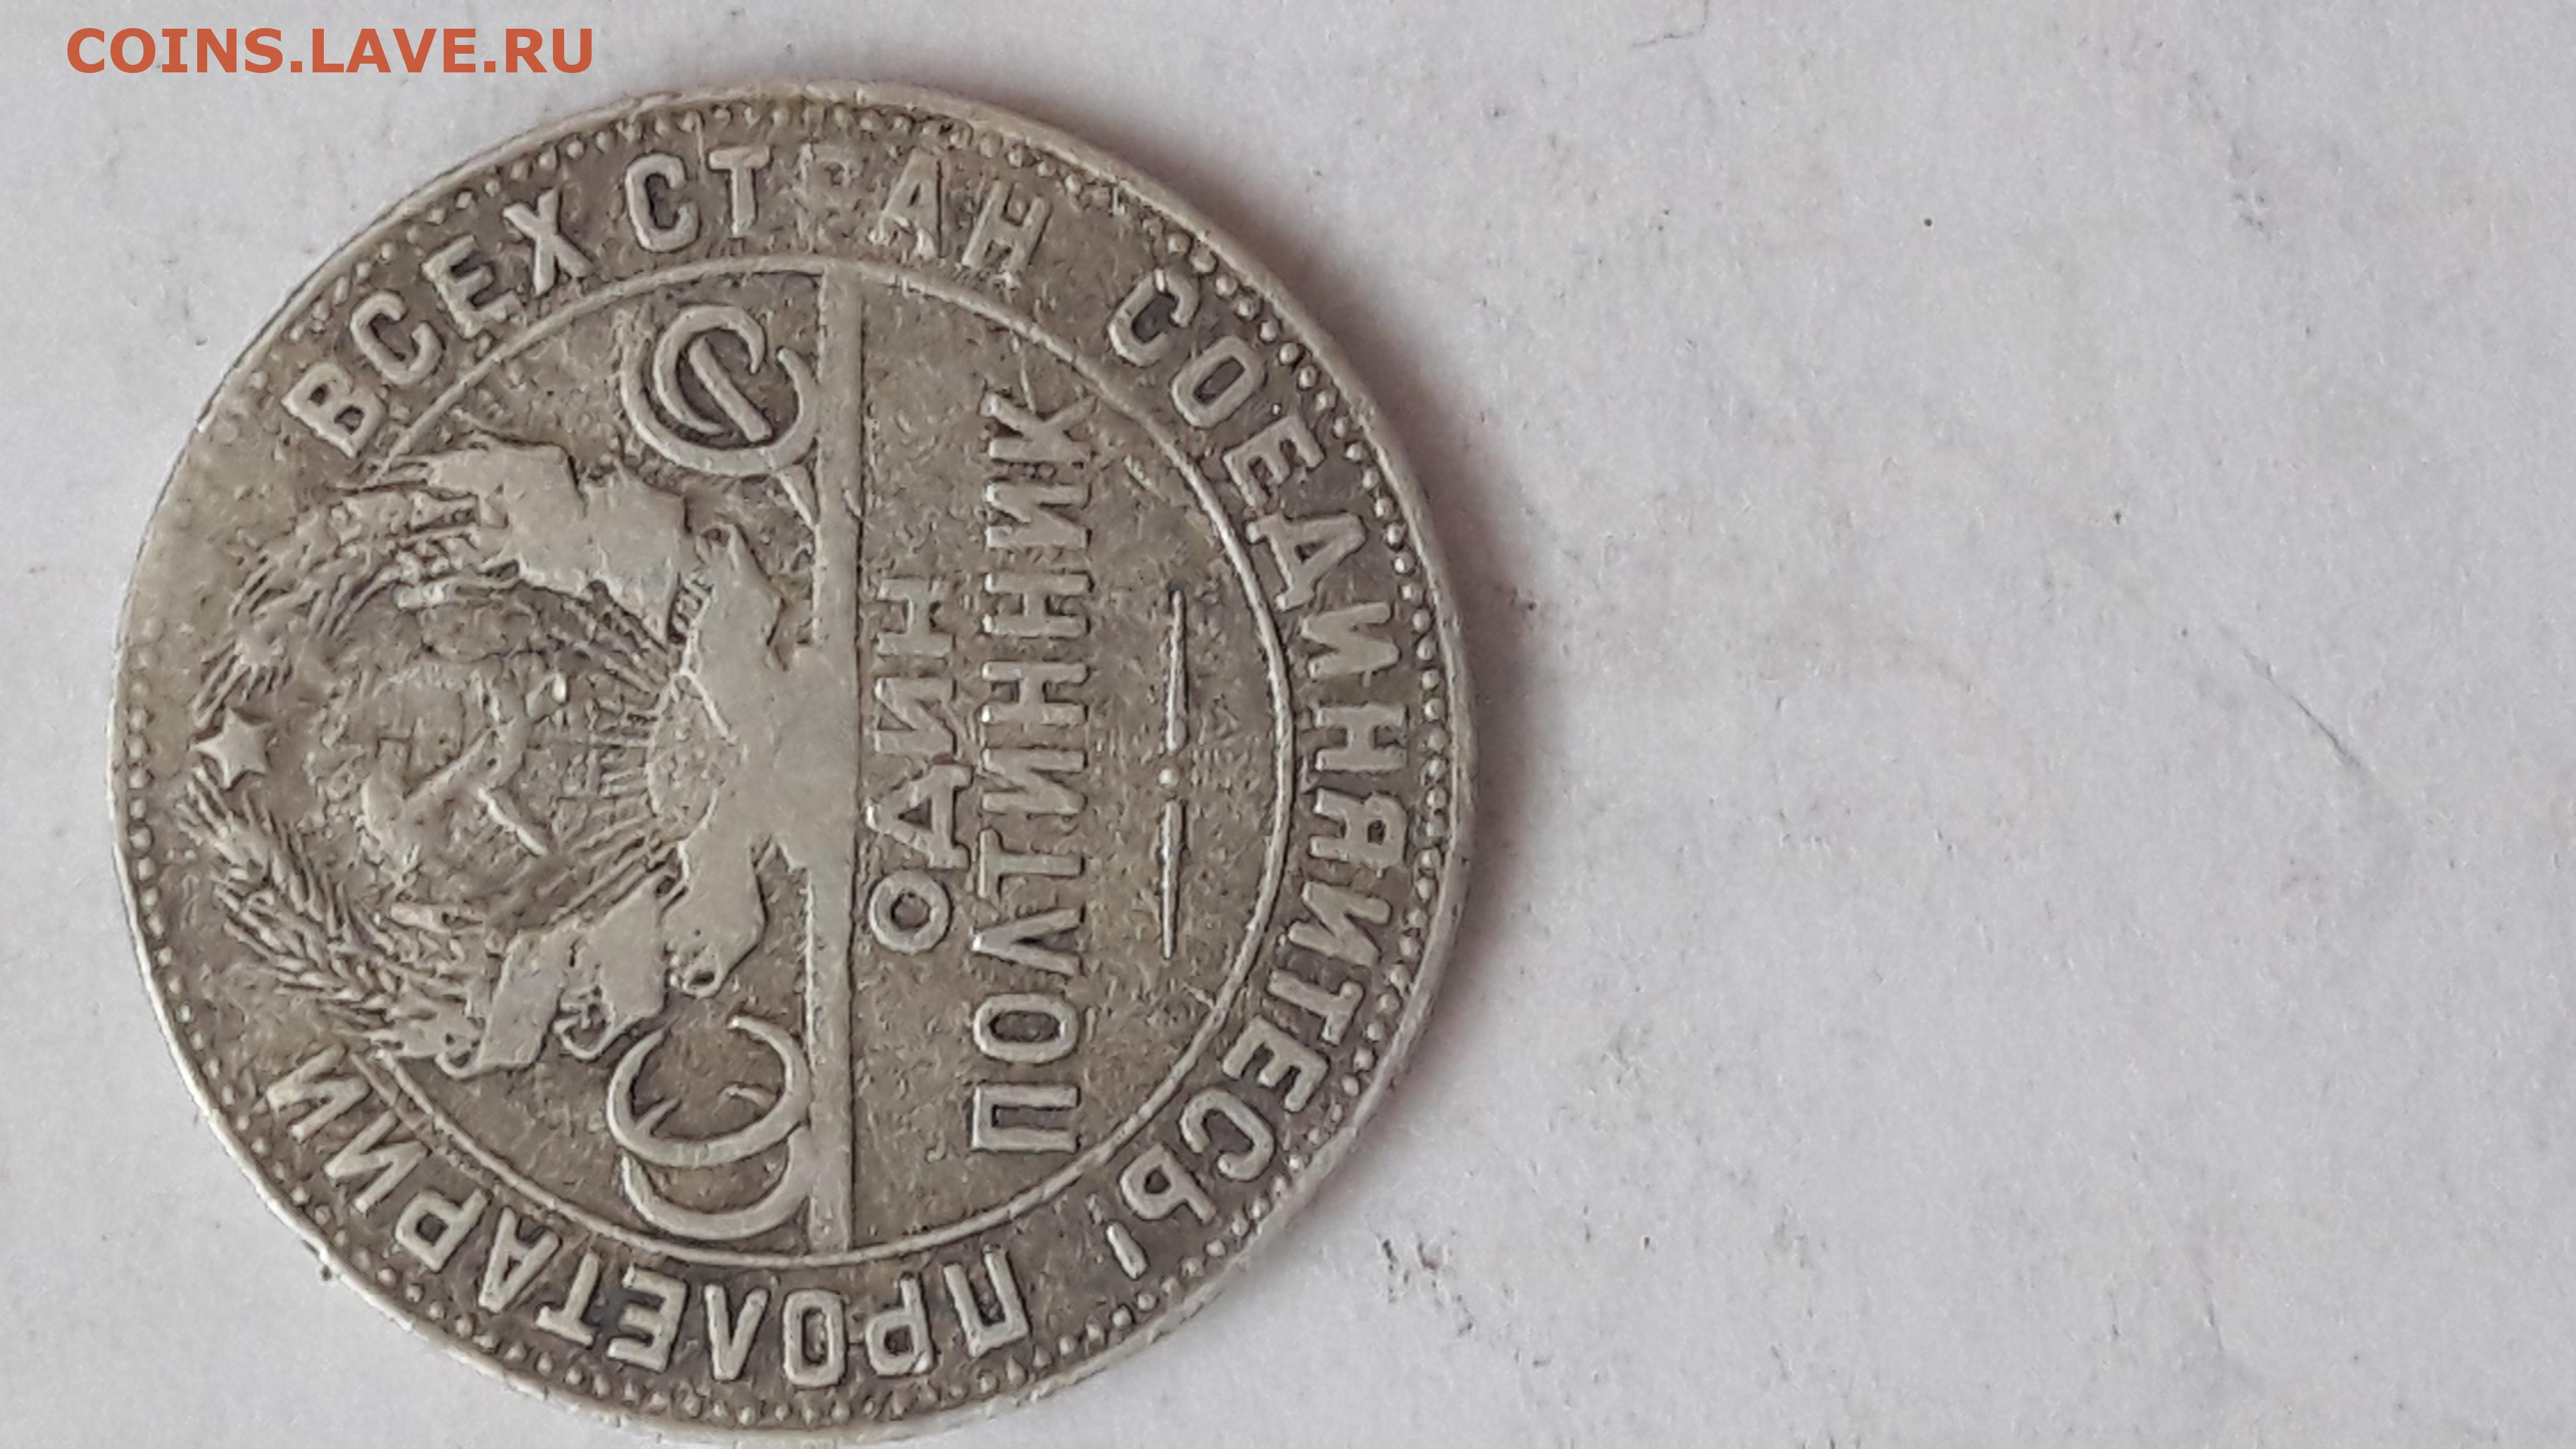 COINS.LAVE.RU
ПРОЛЕТАРИИ ВСЕХ СТРАН СОЕДИНЯЙТЕСЬ!
СССР
ОДИН
ПОЛТИННИК